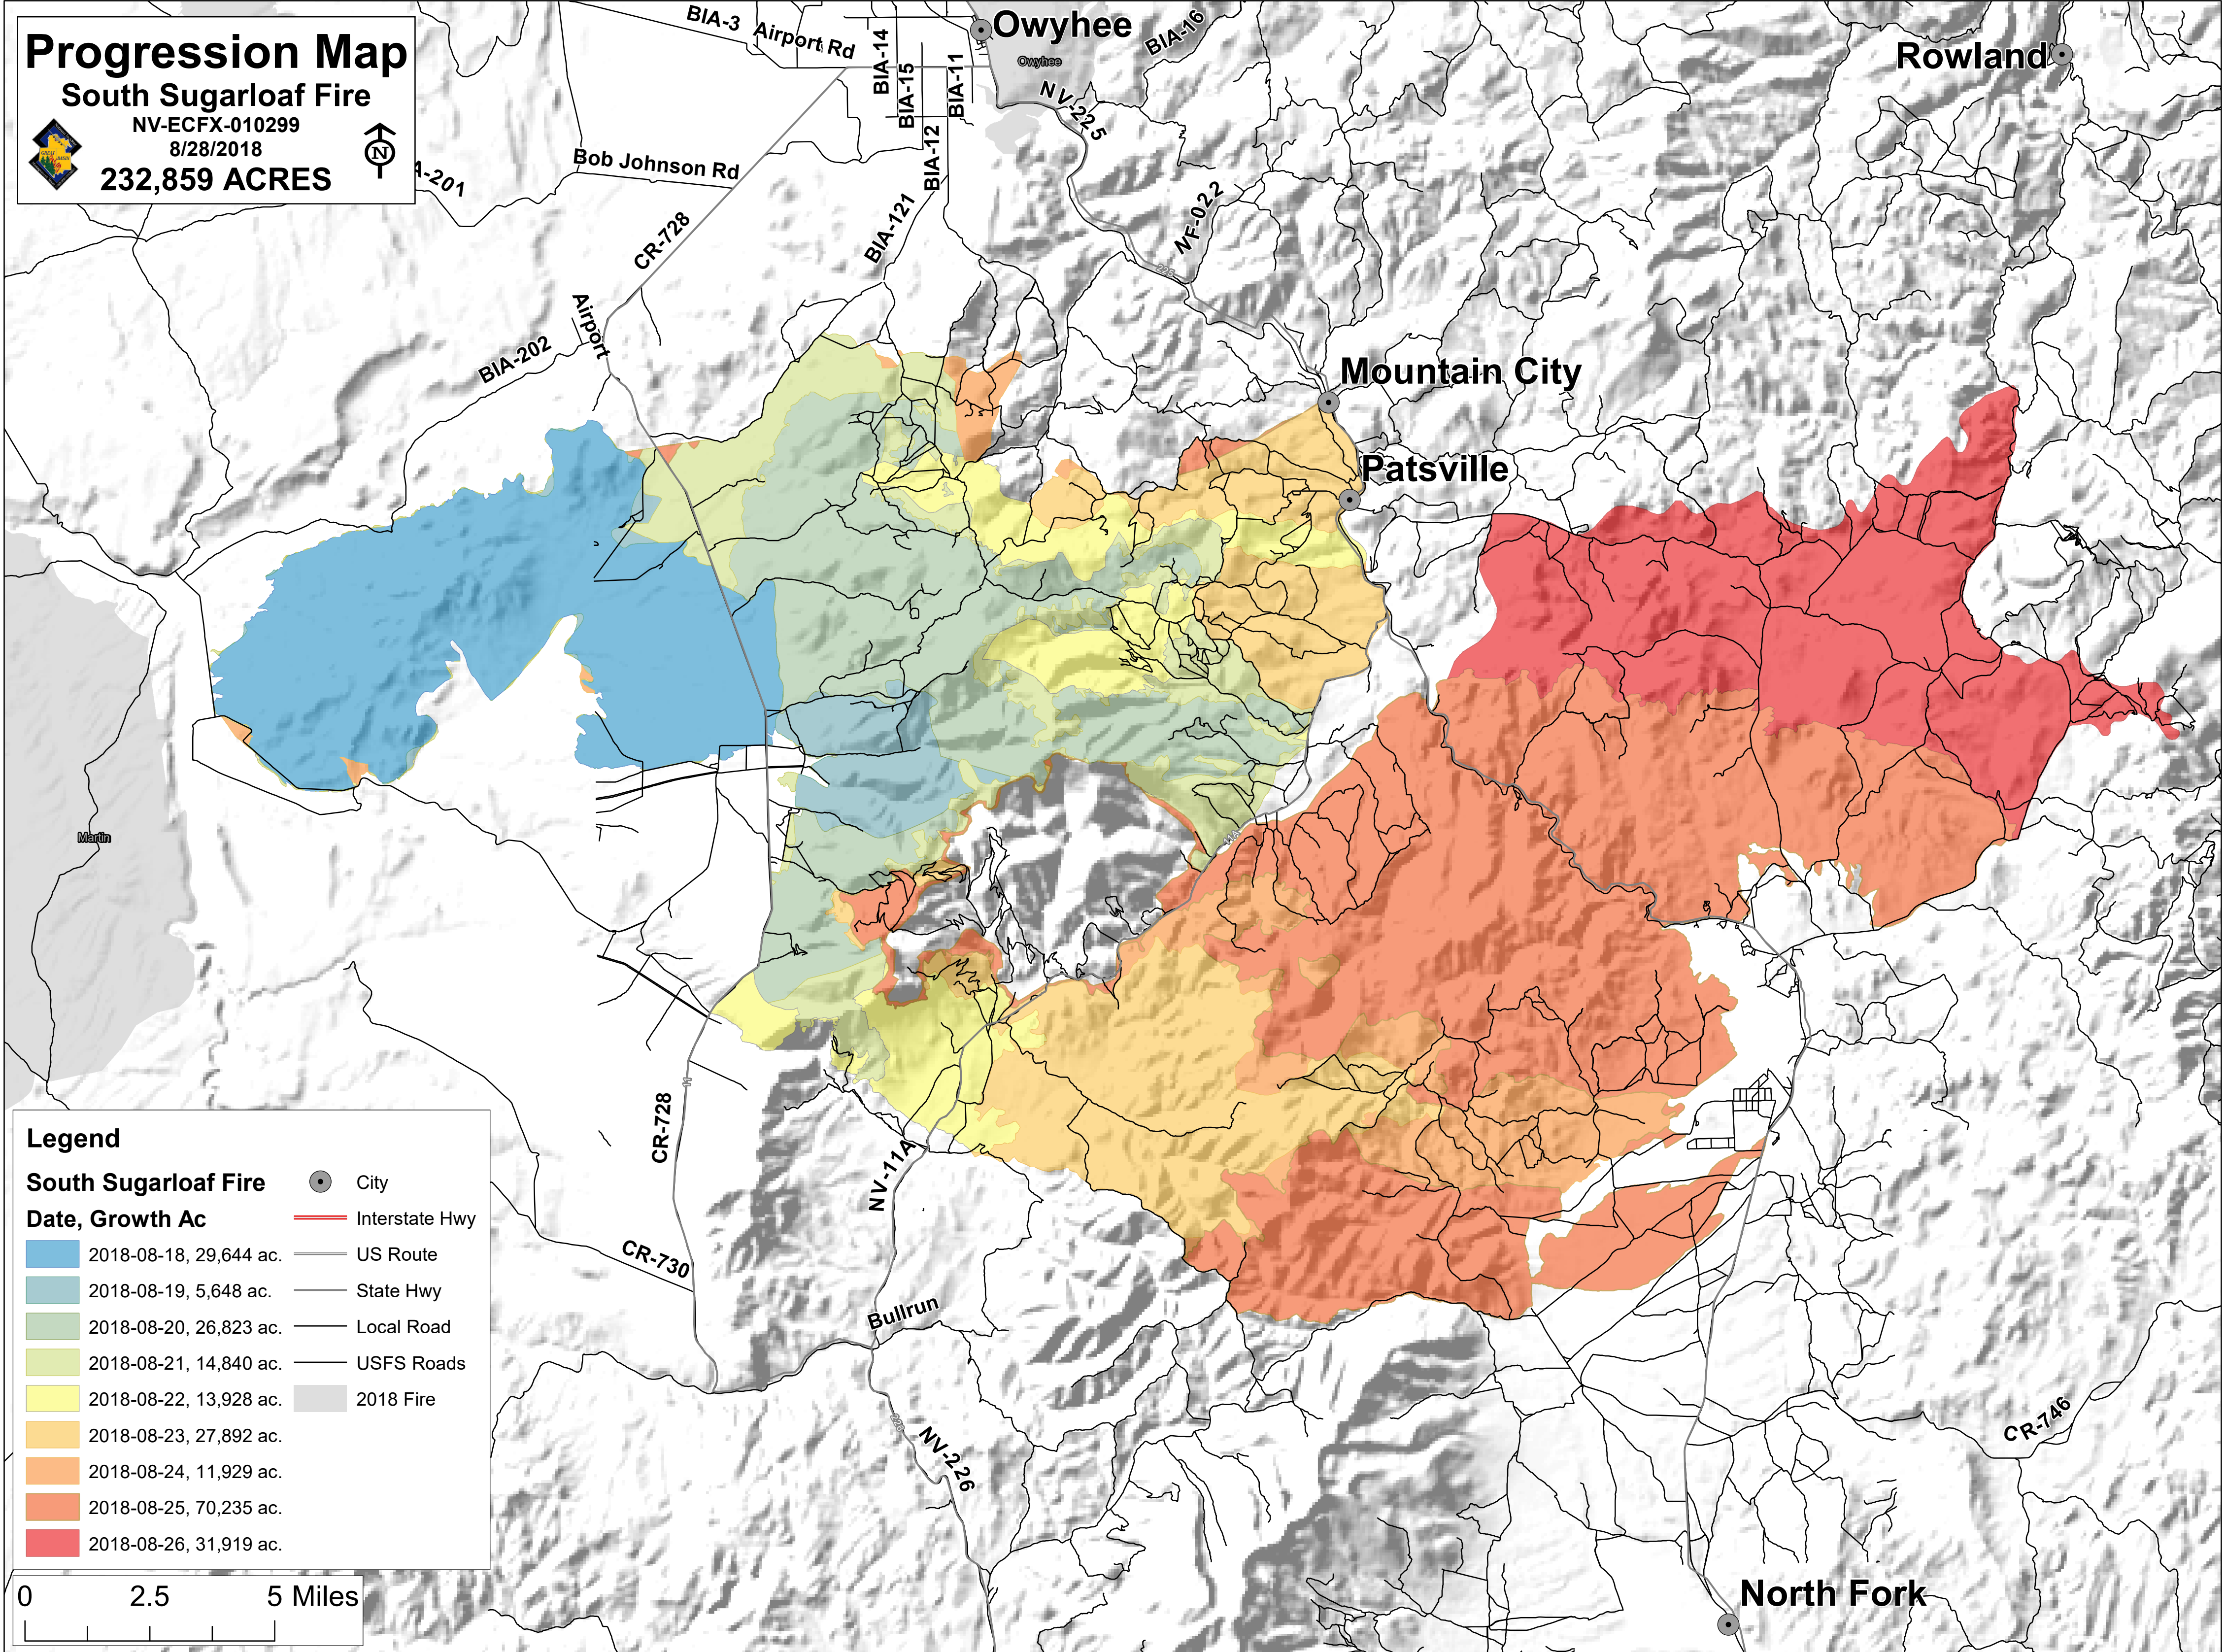 Progression Map
South Sugarloaf Fire
NV-ECFX-010299
8/28/2018
232,859 ACRES
N
A-201
BIA-3
Airport Rd
BIA-14
BIA-15
BIA-11
BIA-12
Owyhee
Owyhee
BIA-16
Rowland
NV-225
Bob Johnson Rd
CR-728
BIA-121
NF-022
225
Airport
BIA-202
Mountain City
Patsville
Martin
11A
CR-728
NV-11A
CR-730
Bullrun
226
NV-226
CR-746
North Fork
Legend
South Sugarloaf Fire
Date, Growth Ac
2018-08-18, 29,644 ac.
2018-08-19, 5,648 ac.
2018-08-20, 26,823 ac.
2018-08-21, 14,840 ac.
2018-08-22, 13,928 ac.
2018-08-23, 27,892 ac.
2018-08-24, 11,929 ac.
2018-08-25, 70,235 ac.
2018-08-26, 31,919 ac.
City
Interstate Hwy
US Route
State Hwy
Local Road
USFS Roads
2018 Fire
0 2.5 5 Miles